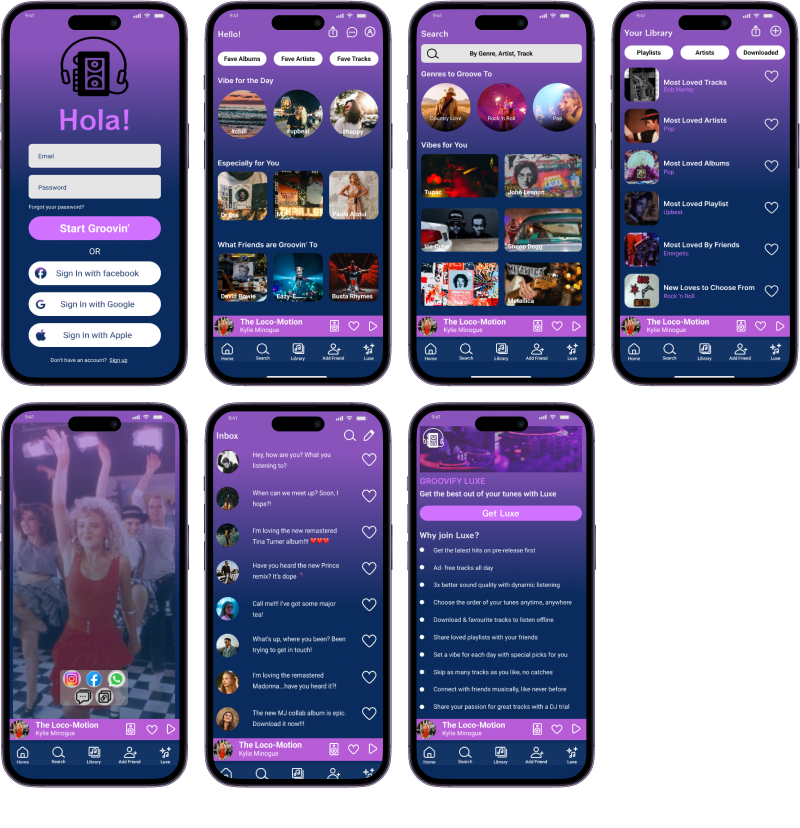 9:41
Hola!
Email
Password
Forgot your password?
Start Groovin'
OR
Sign In with facebook
Sign In with Google
Sign In with Apple
Don't have an account? Sign up
9:41
Hello!
Fave Albums Fave Artists Fave Tracks
Vibe for the Day
#chill #upbeat #happy
Especially for You
Dr Dre
Paula Abdul
What Friends are Groovin' To
David Bowie Eazy-E Busta Rhymes
The Loco-Motion
Kylie Minogue
Home Search Library Add Friend Luxe
9:41
Search
By Genre, Artist, Track
Genres to Groove To
Country Love Rock 'n Roll Pop
Vibes for You
Tupac John Lennon
Ice Cube Snoop Dogg
Metallica
The Loco-Motion
Kylie Minogue
Home Search Library Add Friend Luxe
9:41
Your Library
Playlists Artists Downloaded
Most Loved Tracks
Bob Marley
Most Loved Artists
Pop
Most Loved Albums
Pop
Most Loved Playlist
Upbeat
Most Loved By Friends
Energetic
New Loves to Choose From
Rock 'n Roll
The Loco-Motion
Kylie Minogue
Home Search Library Add Friend Luxe
9:41
The Loco-Motion
Kylie Minogue
Home Search Library Add Friend Luxe
9:41
Inbox
Hey, how are you? What you
listening to?
When can we meet up? Soon, I
hope?!
I'm loving the new remastered
Tina Turner album!!! ❤️❤️❤️
Have you heard the new Prince
remix? It's dope
Call me!!! I've got some major
tea!
What's up, where you been? Been
trying to get in touch!
I'm loving the remastered
Madonna...have you heard it?!
The new MJ collab album is epic.
Download it now!!!
The Loco-Motion
Kylie Minogue
9:41
GROOVIFY LUXE
Get the best out of your tunes with Luxe
Get Luxe
Why join Luxe?
Get the latest hits on pre-release first
Ad- free tracks all day
3x better sound quality with dynamic listening
Choose the order of your tunes anytime, anywhere
Download & favourite tracks to listen offline
Share loved playlists with your friends
Set a vibe for each day with special picks for you
Skip as many tracks as you like, no catches
Connect with friends musically, like never before
Share your passion for great tracks with a DJ trial
The Loco-Motion
Kylie Minogue
Home Search Library Add Friend Luxe